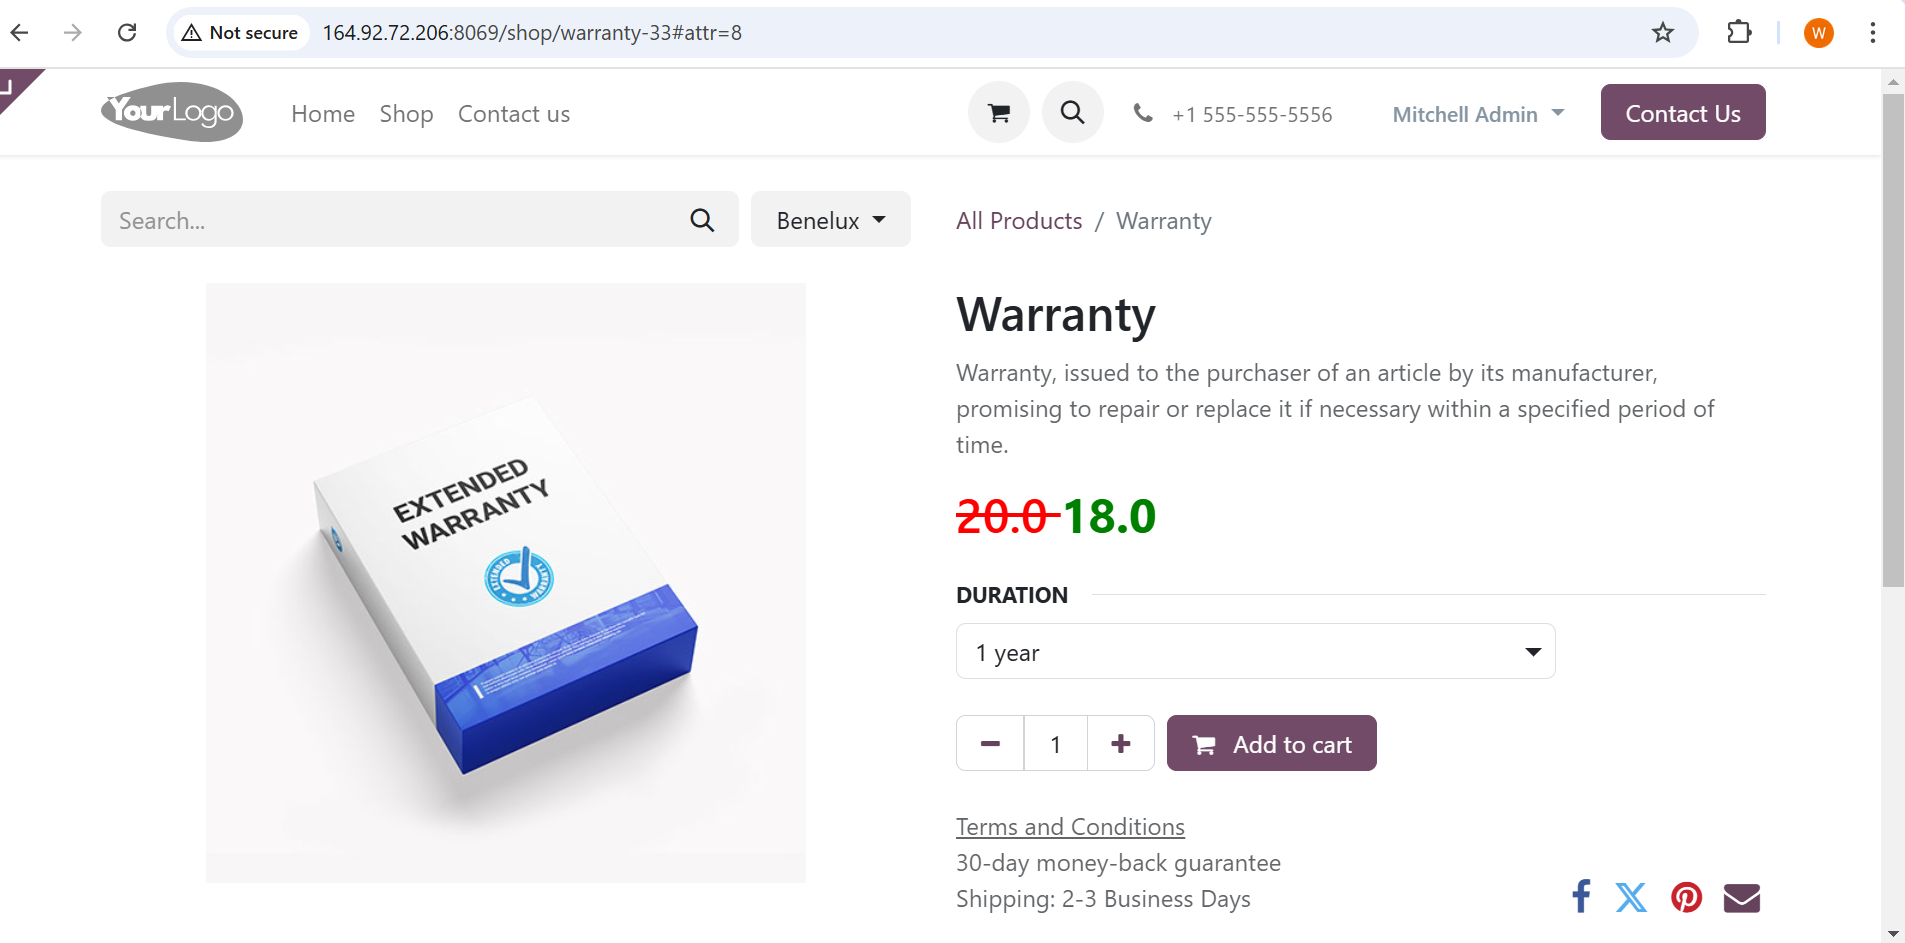 Not secure
164.92.72.206:8069/shop/warranty-33#attr=8
W
YourLogo
Home
Shop
Contact us
+1 555-555-5556
Mitchell Admin
Contact Us
Search...
Benelux
All Products / Warranty
EXTENDED
WARRANTY
Warranty
Warranty, issued to the purchaser of an article by its manufacturer,
promising to repair or replace it if necessary within a specified period of
time.
20.0 18.0
DURATION
1 year
1
Add to cart
Terms and Conditions
30-day money-back guarantee
Shipping: 2-3 Business Days